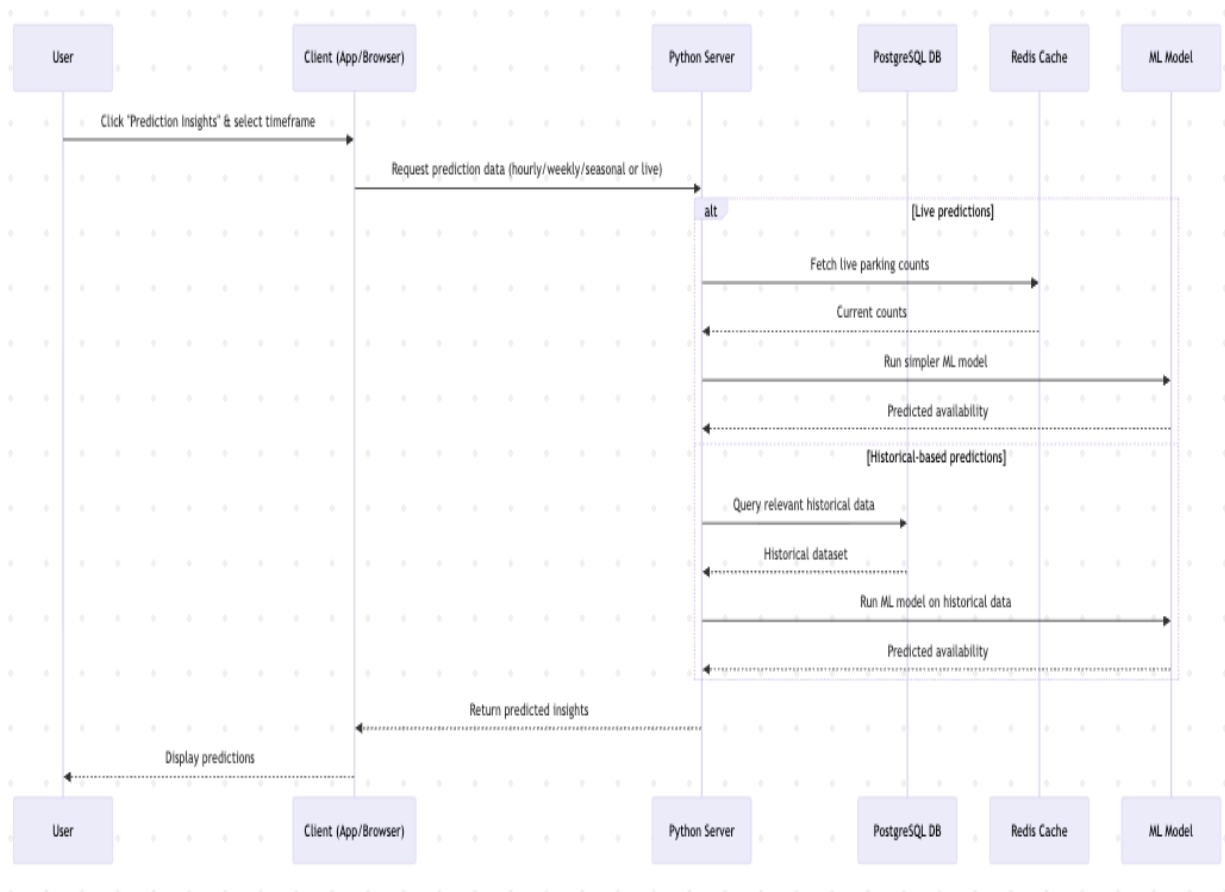 User
Client (App/Browser)
Python Server
PostgreSQL DB
Redis Cache
ML Model
Click "Prediction Insights" & select timeframe
Request prediction data (hourly/weekly/seasonal or live)
alt
[Live predictions]
Fetch live parking counts
Current counts
Run simpler ML model
Predicted availability
[Historical-based predictions]
Query relevant historical data
Historical dataset
Run ML model on historical data
Predicted availability
Return predicted insights
Display predictions
User
Client (App/Browser)
Python Server
PostgreSQL DB
Redis Cache
ML Model